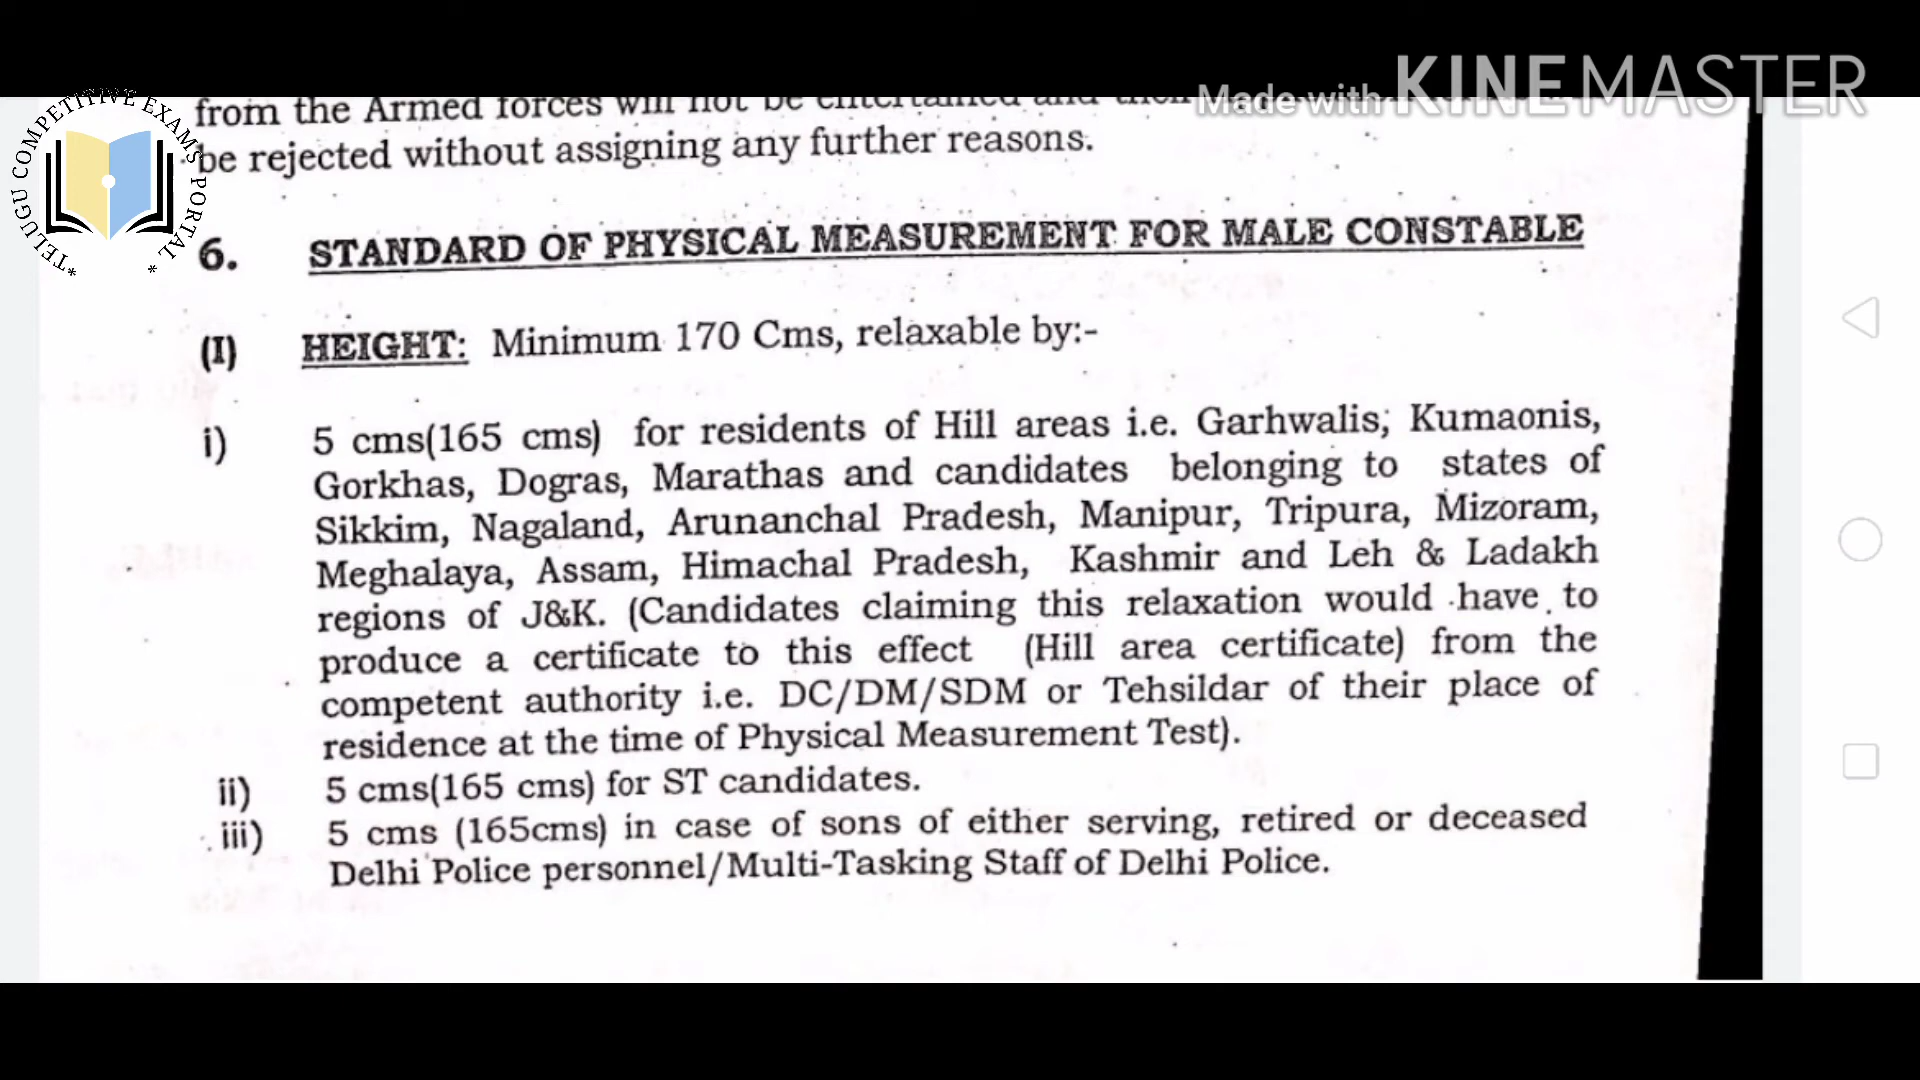 Made with KINEMASTER
*TELUGU COMPETITIVE EXAMS PORTAL*
from the Armed forces will not be entertained and
be rejected without assigning any further reasons.
6. STANDARD OF PHYSICAL MEASUREMENT FOR MALE CONSTABLE
(I) HEIGHT: Minimum 170 Cms, relaxable by:-
i) 5 cms(165 cms) for residents of Hill areas i.e. Garhwalis; Kumaonis,
Gorkhas, Dogras, Marathas and candidates belonging to states of
Sikkim, Nagaland, Arunanchal Pradesh, Manipur, Tripura, Mizoram,
Meghalaya, Assam, Himachal Pradesh, Kashmir and Leh & Ladakh
regions of J&K. (Candidates claiming this relaxation would have to
produce a certificate to this effect (Hill area certificate) from the
competent authority i.e. DC/DM/SDM or Tehsildar of their place of
residence at the time of Physical Measurement Test).
ii) 5 cms(165 cms) for ST candidates.
iii) 5 cms (165cms) in case of sons of either serving, retired or deceased
Delhi Police personnel/Multi-Tasking Staff of Delhi Police.